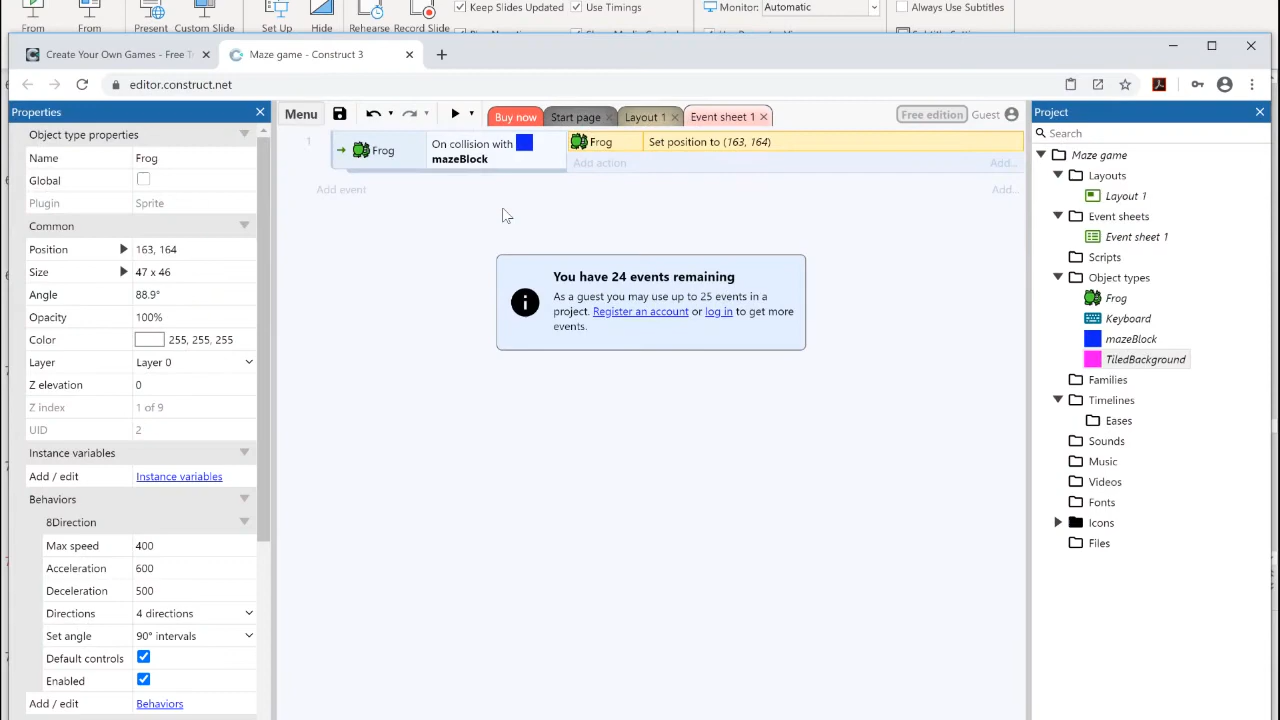 Keep Slides Updated Use Timings Monitor: Automatic Always Use Subtitles
From From Present Custom Slide Set Up Hide Rehearse Record Slide
Create Your Own Games - Free Tr Maze game - Construct 3
editor.construct.net
Properties
Object type properties
Name Frog
Global
Plugin Sprite
Common
Position 163, 164
Size 47 x 46
Angle 88.9°
Opacity 100%
Color 255, 255, 255
Layer Layer 0
Z elevation 0
Z index 1 of 9
UID 2
Instance variables
Add / edit Instance variables
Behaviors
8Direction
Max speed 400
Acceleration 600
Deceleration 500
Directions 4 directions
Set angle 90° intervals
Default controls
Enabled
Add / edit Behaviors
Menu Buy now Start page Layout 1 Event sheet 1 Free edition Guest
1 Frog On collision with mazeBlock Frog Set position to (163, 164)
Add action Add...
Add event Add...
You have 24 events remaining
As a guest you may use up to 25 events in a
project. Register an account or log in to get more
events.
Project
Search
Maze game
Layouts
Layout 1
Event sheets
Event sheet 1
Scripts
Object types
Frog
Keyboard
mazeBlock
TiledBackground
Families
Timelines
Eases
Sounds
Music
Videos
Fonts
Icons
Files